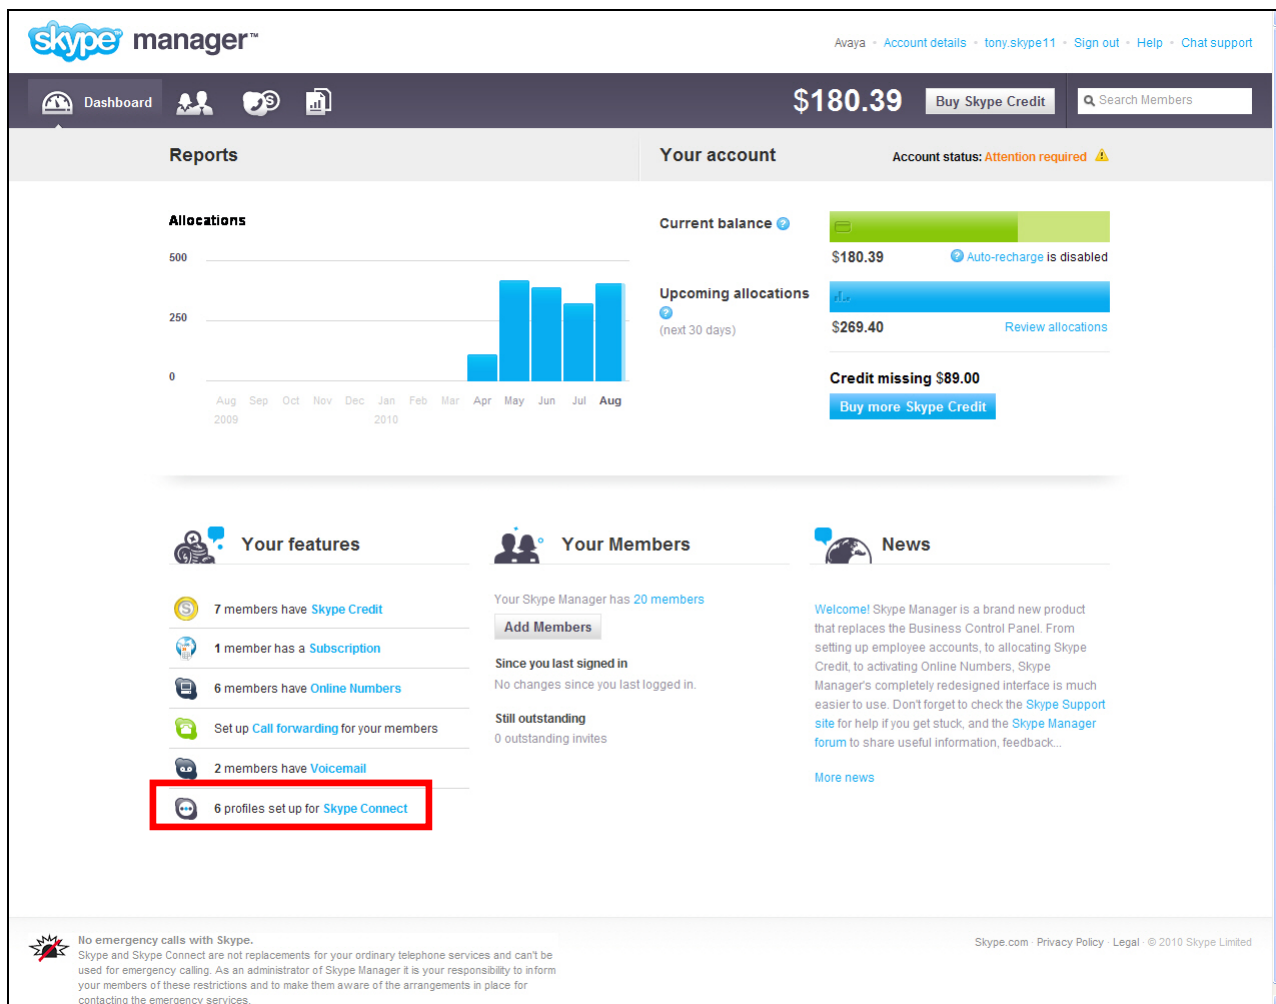 skype manager™
Avaya • Account details • tony.skype11 • Sign out • Help • Chat support
Dashboard
$180.39
Buy Skype Credit
Search Members
Reports
Your account
Account status: Attention required
Allocations
500
250
0
Aug Sep Oct Nov Dec Jan Feb Mar Apr May Jun Jul Aug
2009 2010
Current balance ?
$180.39
? Auto-recharge is disabled
Upcoming allocations
?
(next 30 days)
$269.40
Review allocations
Credit missing $89.00
Buy more Skype Credit
Your features
7 members have Skype Credit
1 member has a Subscription
6 members have Online Numbers
Set up Call forwarding for your members
2 members have Voicemail
6 profiles set up for Skype Connect
Your Members
Your Skype Manager has 20 members
Add Members
Since you last signed in
No changes since you last logged in.
Still outstanding
0 outstanding invites
News
Welcome! Skype Manager is a brand new product
that replaces the Business Control Panel. From
setting up employee accounts, to allocating Skype
Credit, to activating Online Numbers, Skype
Manager's completely redesigned interface is much
easier to use. Don't forget to check the Skype Support
site for help if you get stuck, and the Skype Manager
forum to share useful information, feedback...
More news
No emergency calls with Skype.
Skype and Skype Connect are not replacements for your ordinary telephone services and can't be
used for emergency calling. As an administrator of Skype Manager it is your responsibility to inform
your members of these restrictions and to make them aware of the arrangements in place for
contacting the emergency services.
Skype.com · Privacy Policy · Legal · © 2010 Skype Limited